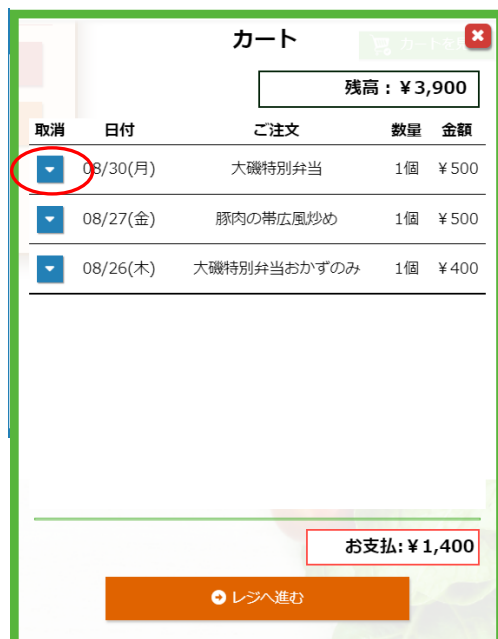 カート
残高：¥3,900
取消 日付 ご注文 数量 金額
08/30(月) 大磯特別弁当 1個 ¥500
08/27(金) 豚肉の帯広風炒め 1個 ¥500
08/26(木) 大磯特別弁当おかずのみ 1個 ¥400
お支払:¥1,400
レジへ進む